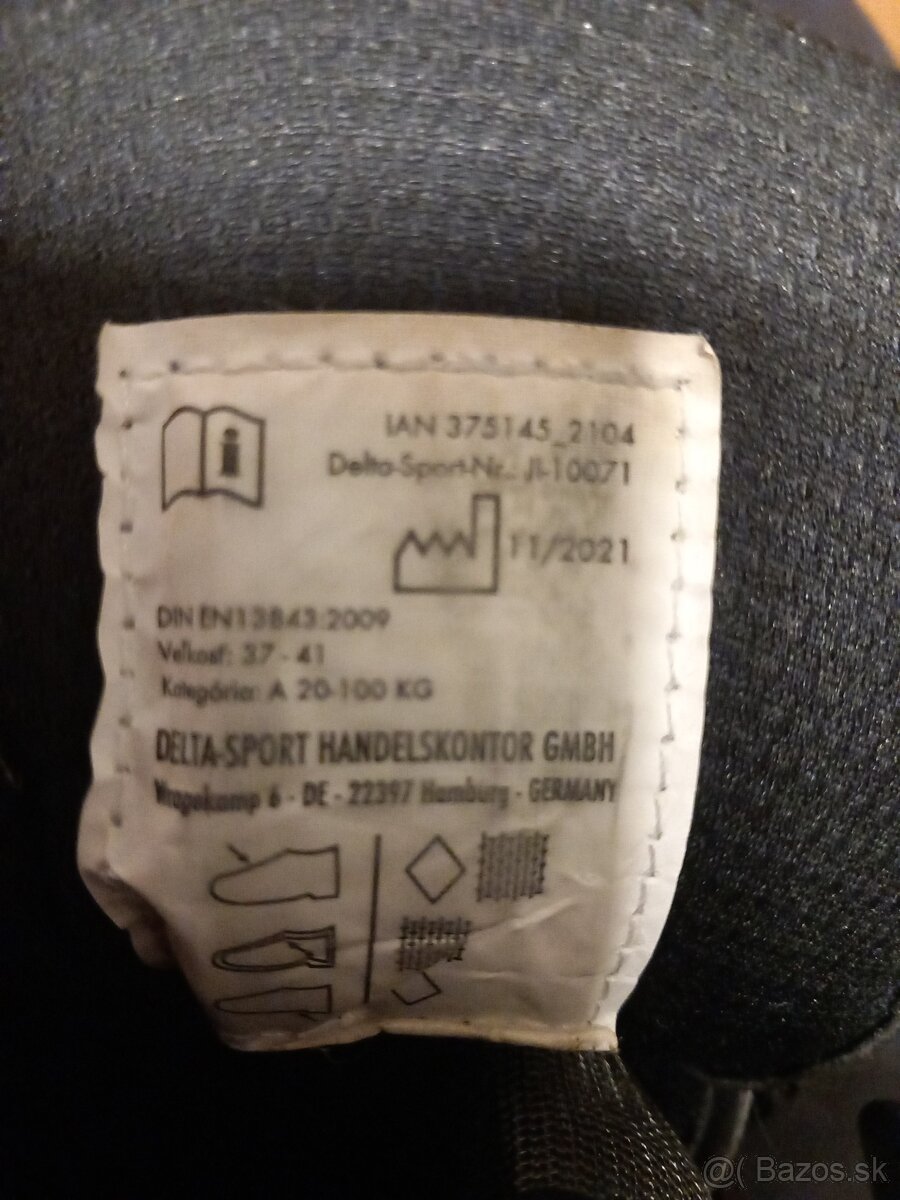 IAN 375145_2104
Delta-Sport-Nr.: JI-10071
11/2021
DIN EN13843:2009
Veľkosť: 37 - 41
Kategória: A 20-100 KG
DELTA-SPORT HANDELSKONTOR GMBH
Wragekamp 6 - DE - 22397 Hamburg - GERMANY
@( Bazos.sk